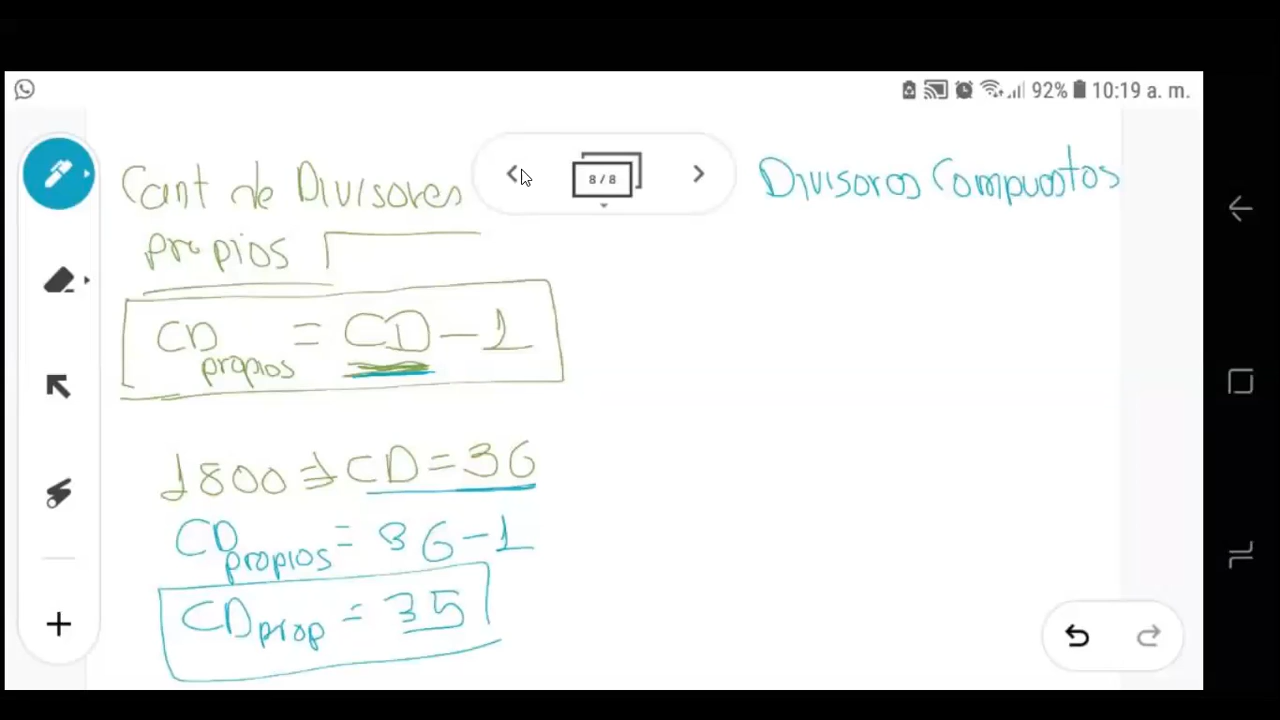 92% 10:19 a. m.
8 / 8
Cant de Divisores
propios
CD propios = CD - 1
1800 ⇒ CD = 36
CD propios = 36 - 1
CD prop = 35
Divisores Compuestos